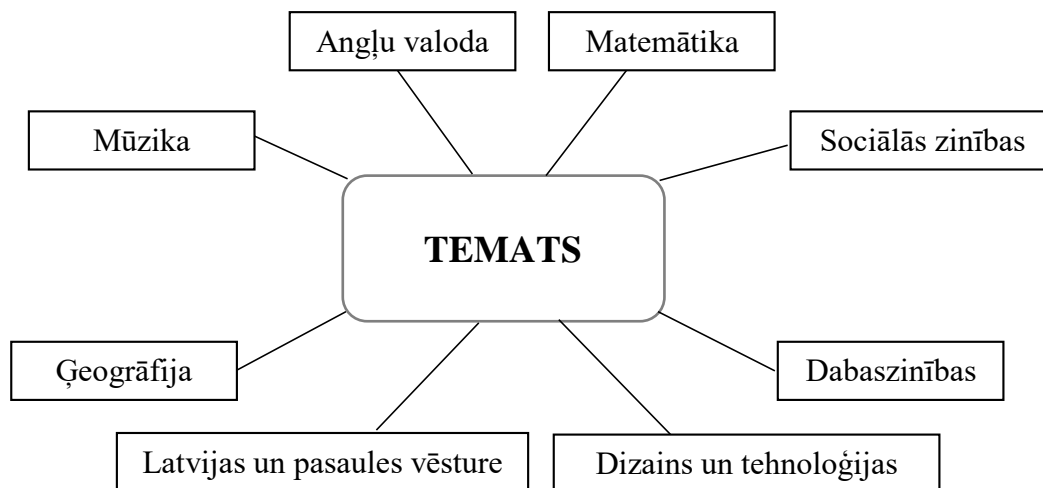 Angļu valoda
Matemātika
Mūzika
Sociālās zinības
TEMATS
Ģeogrāfija
Dabaszinības
Latvijas un pasaules vēsture
Dizains un tehnoloģijas